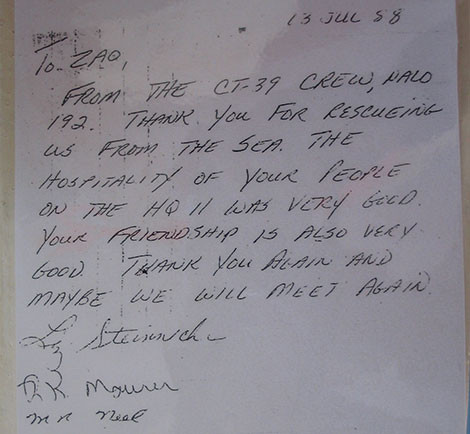 13 JUL 88
To ZAO,
FROM THE CT-39 CREW, NALO
192. THANK YOU FOR RESCUEING
US FROM THE SEA. THE
HOSPITALITY OF YOUR PEOPLE
ON THE HQ 11 WAS VERY GOOD.
YOUR FRIENDSHIP IS ALSO VERY
GOOD. THANK YOU AGAIN AND
MAYBE WE WILL MEET AGAIN.
K Maurer
M R Neal